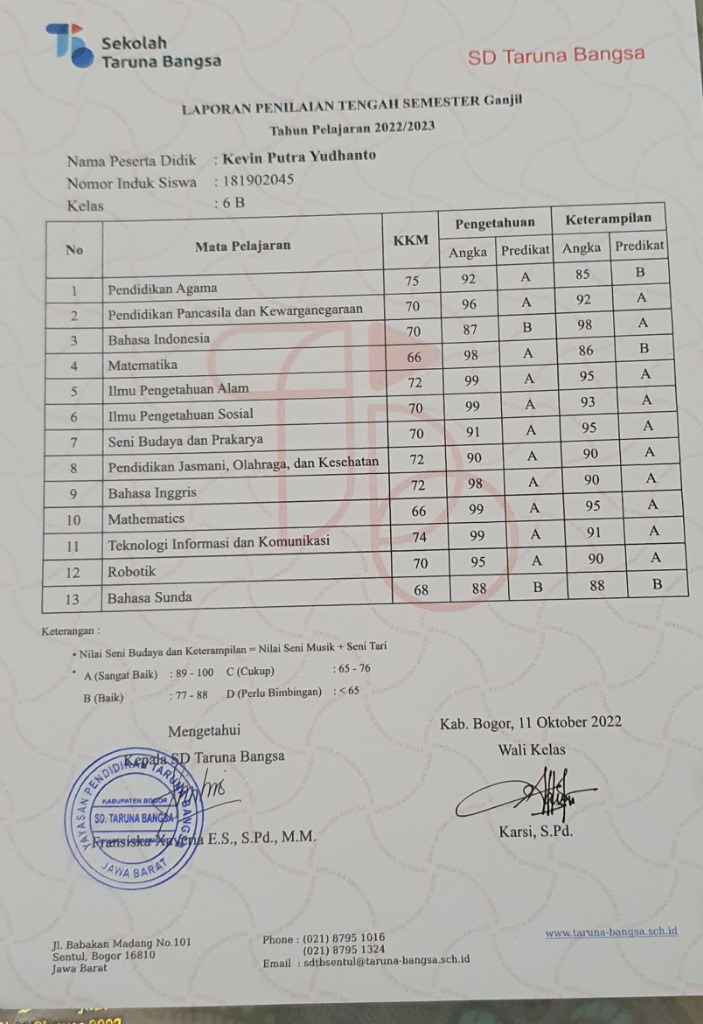 Sekolah
Taruna Bangsa
SD Taruna Bangsa
LAPORAN PENILAIAN TENGAH SEMESTER Ganjil
Tahun Pelajaran 2022/2023
Nama Peserta Didik : Kevin Putra Yudhanto
Nomor Induk Siswa : 181902045
Kelas : 6 B
No Mata Pelajaran KKM Pengetahuan Keterampilan
Angka Predikat Angka Predikat
1 Pendidikan Agama 75 92 A 85 B
2 Pendidikan Pancasila dan Kewarganegaraan 70 96 A 92 A
3 Bahasa Indonesia 70 87 B 98 A
4 Matematika 66 98 A 86 B
5 Ilmu Pengetahuan Alam 72 99 A 95 A
6 Ilmu Pengetahuan Sosial 70 99 A 93 A
7 Seni Budaya dan Prakarya 70 91 A 95 A
8 Pendidikan Jasmani, Olahraga, dan Kesehatan 72 90 A 90 A
9 Bahasa Inggris 72 98 A 90 A
10 Mathematics 66 99 A 95 A
11 Teknologi Informasi dan Komunikasi 74 99 A 91 A
12 Robotik 70 95 A 90 A
13 Bahasa Sunda 68 88 B 88 B
Keterangan :
• Nilai Seni Budaya dan Keterampilan = Nilai Seni Musik + Seni Tari
• A (Sangat Baik) : 89 - 100 C (Cukup) : 65 - 76
B (Baik) : 77 - 88 D (Perlu Bimbingan) : < 65
Mengetahui
Kepala SD Taruna Bangsa
Kab. Bogor, 11 Oktober 2022
Wali Kelas
YAYASAN PENDIDIKAN TARUNA BANGSA
KABUPATEN BOGOR
SD. TARUNA BANGSA
JAWA BARAT
Fransiska Xaveria E.S., S.Pd., M.M.
Karsi, S.Pd.
Jl. Babakan Madang No.101
Sentul, Bogor 16810
Jawa Barat
Phone : (021) 8795 1016
(021) 8795 1324
Email : sdtbsentul@taruna-bangsa.sch.id
www.taruna-bangsa.sch.id